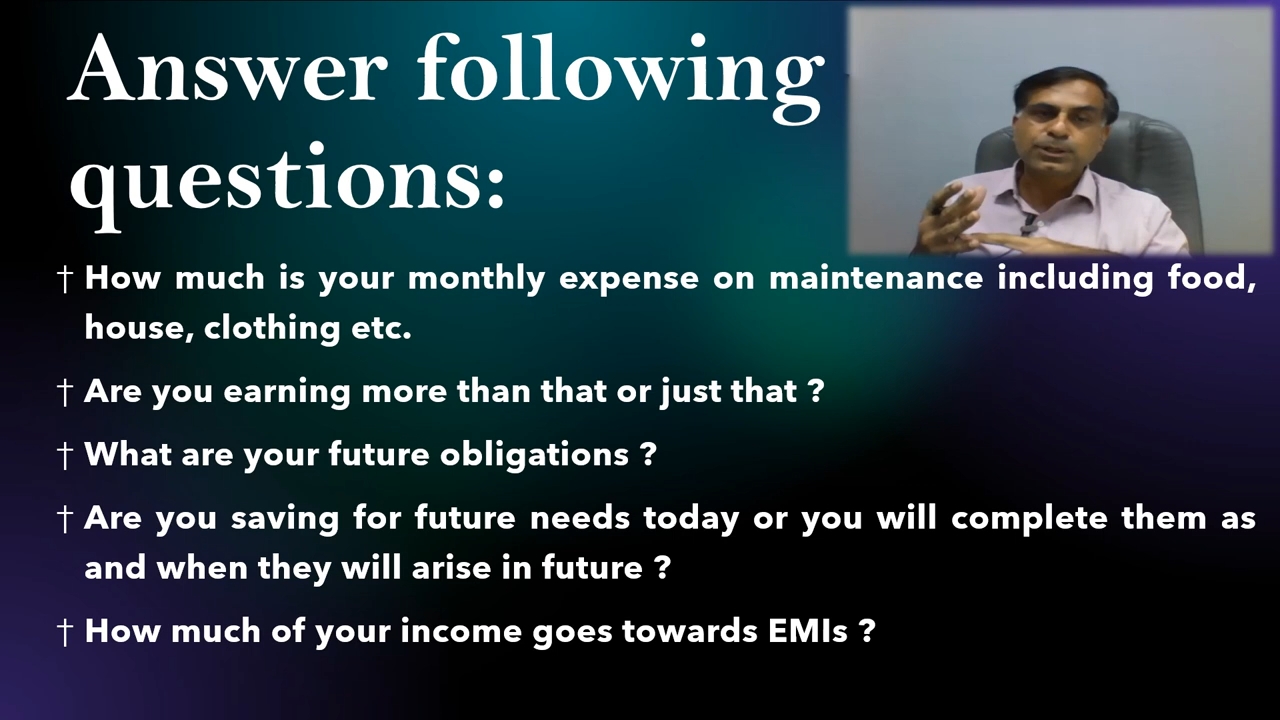 Answer following
questions:
† How much is your monthly expense on maintenance including food,
house, clothing etc.
† Are you earning more than that or just that ?
† What are your future obligations ?
† Are you saving for future needs today or you will complete them as
and when they will arise in future ?
† How much of your income goes towards EMIs ?